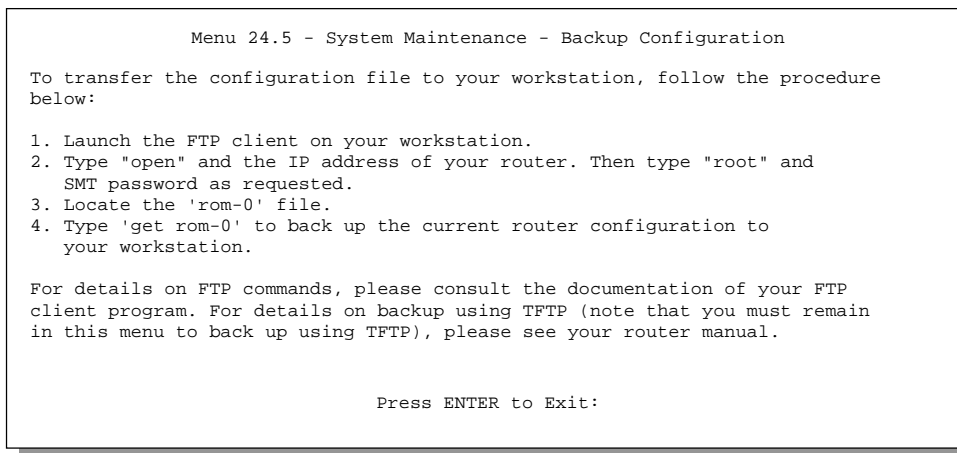 Menu 24.5 - System Maintenance - Backup Configuration
To transfer the configuration file to your workstation, follow the procedure
below:
1. Launch the FTP client on your workstation.
2. Type "open" and the IP address of your router. Then type "root" and
SMT password as requested.
3. Locate the 'rom-0' file.
4. Type 'get rom-0' to back up the current router configuration to
your workstation.
For details on FTP commands, please consult the documentation of your FTP
client program. For details on backup using TFTP (note that you must remain
in this menu to back up using TFTP), please see your router manual.
Press ENTER to Exit: